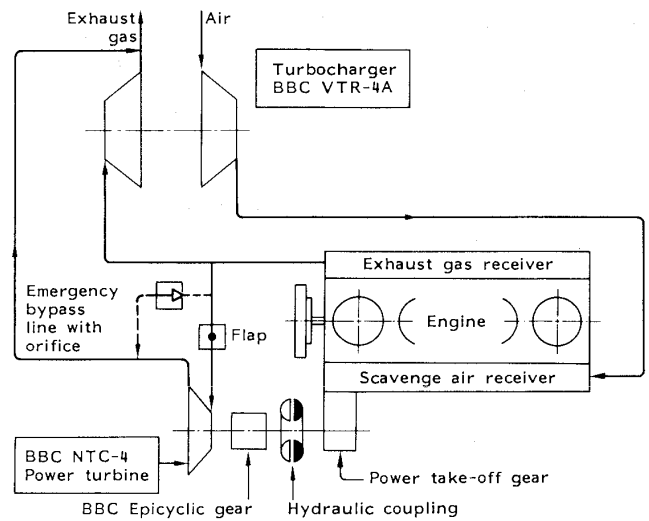 Exhaust
gas
Air
Turbocharger
BBC VTR-4A
Exhaust gas receiver
Emergency
bypass
line with
orifice
Flap
Engine
Scavenge air receiver
BBC NTC-4
Power turbine
Power take-off gear
BBC Epicyclic gear
Hydraulic coupling